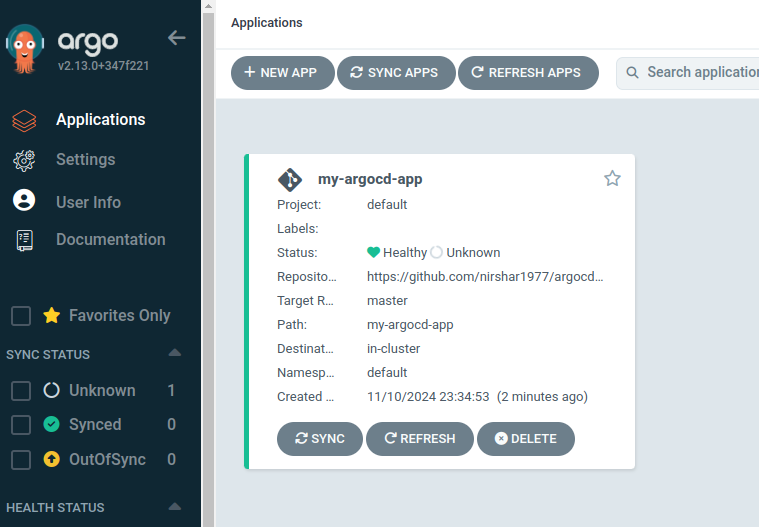 argo
v2.13.0+347f221
Applications
Settings
User Info
Documentation
Favorites Only
SYNC STATUS
Unknown 1
Synced 0
OutOfSync 0
HEALTH STATUS
Applications
+ NEW APP SYNC APPS REFRESH APPS Search application
my-argocd-app
Project: default
Labels:
Status: Healthy Unknown
Reposito... https://github.com/nirshar1977/argocd...
Target R... master
Path: my-argocd-app
Destinat... in-cluster
Namesp... default
Created ... 11/10/2024 23:34:53 (2 minutes ago)
SYNC REFRESH DELETE